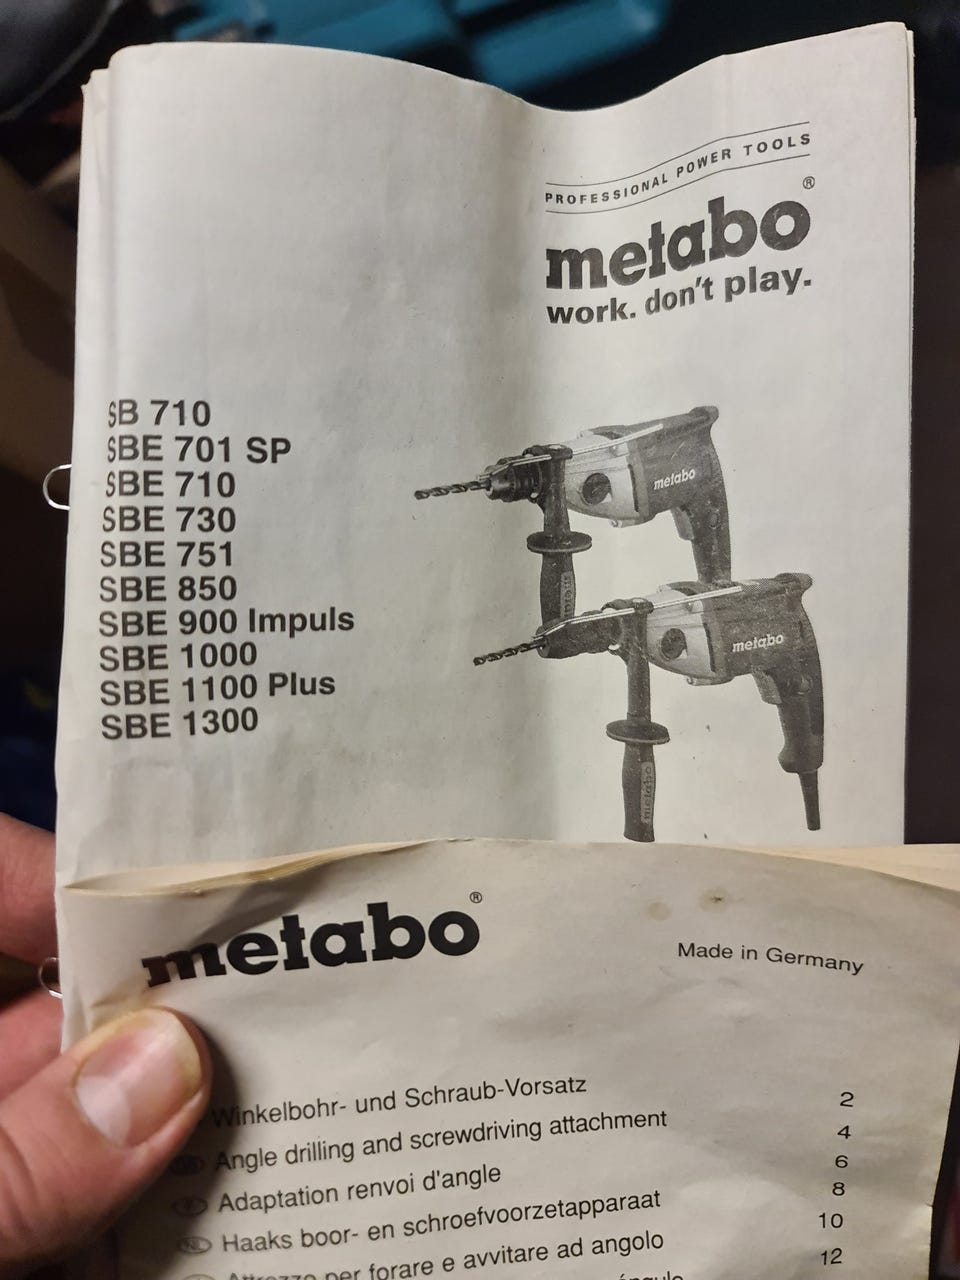 PROFESSIONAL POWER TOOLS
metabo®
work. don't play.
SB 710
SBE 701 SP
SBE 710
SBE 730
SBE 751
SBE 850
SBE 900 Impuls
SBE 1000
SBE 1100 Plus
SBE 1300
metabo
metabo
metabo
metabo®
Made in Germany
Winkelbohr- und Schraub-Vorsatz 2
Angle drilling and screwdriving attachment 4
Adaptation renvoi d'angle 6
NL Haaks boor- en schroefvoorzetapparaat 8
Attrezzo per forare e avvitare ad angolo 10
12